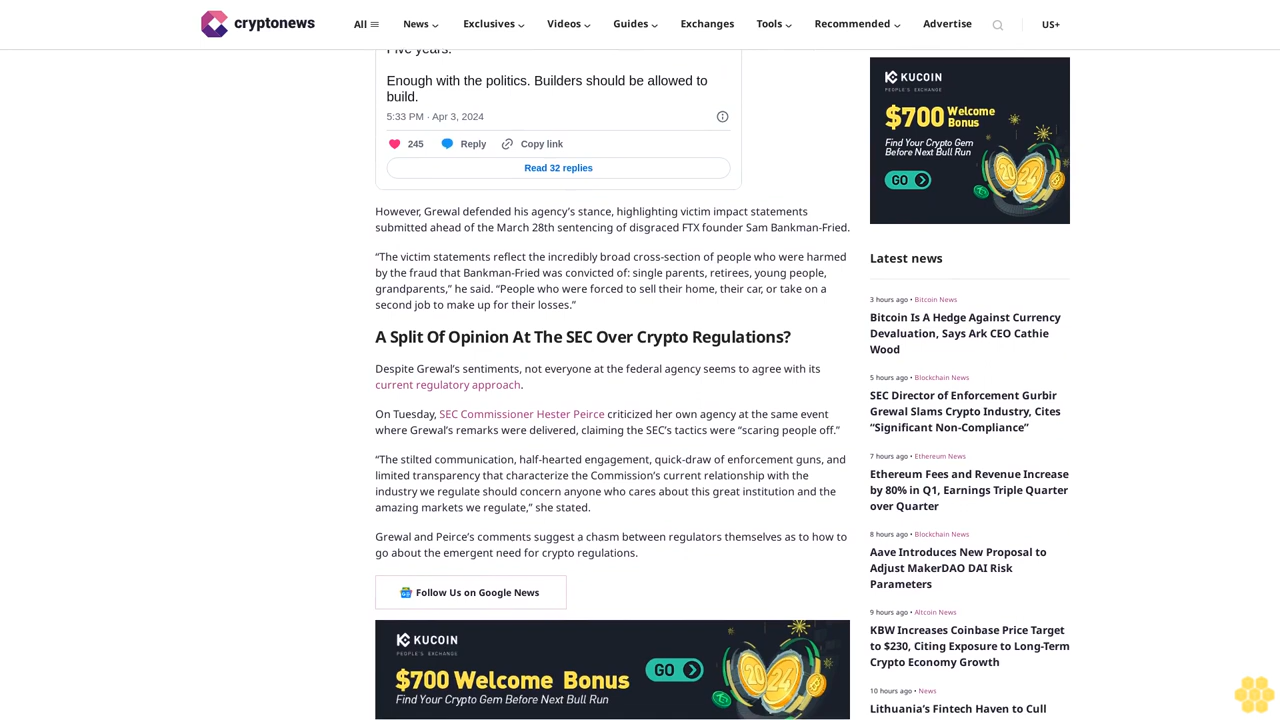 cryptonews
All
News
Exclusives
Videos
Guides
Exchanges
Tools
Recommended
Advertise
US+
Five years.
Enough with the politics. Builders should be allowed to
build.
5:33 PM · Apr 3, 2024
245
Reply
Copy link
Read 32 replies
However, Grewal defended his agency’s stance, highlighting victim impact statements
submitted ahead of the March 28th sentencing of disgraced FTX founder Sam Bankman-Fried.
“The victim statements reflect the incredibly broad cross-section of people who were harmed
by the fraud that Bankman-Fried was convicted of: single parents, retirees, young people,
grandparents,” he said. “People who were forced to sell their home, their car, or take on a
second job to make up for their losses.”
A Split Of Opinion At The SEC Over Crypto Regulations?
Despite Grewal’s sentiments, not everyone at the federal agency seems to agree with its
current regulatory approach.
On Tuesday, SEC Commissioner Hester Peirce criticized her own agency at the same event
where Grewal’s remarks were delivered, claiming the SEC’s tactics were “scaring people off.”
“The stilted communication, half-hearted engagement, quick-draw of enforcement guns, and
limited transparency that characterize the Commission’s current relationship with the
industry we regulate should concern anyone who cares about this great institution and the
amazing markets we regulate,” she stated.
Grewal and Peirce’s comments suggest a chasm between regulators themselves as to how to
go about the emergent need for crypto regulations.
Follow Us on Google News
KUCOIN
PEOPLE'S EXCHANGE
$700 Welcome Bonus
Find Your Crypto Gem Before Next Bull Run
GO
2024
KUCOIN
PEOPLE'S EXCHANGE
$700 Welcome
Bonus
Find Your Crypto Gem
Before Next Bull Run
GO
2024
Latest news
3 hours ago • Bitcoin News
Bitcoin Is A Hedge Against Currency
Devaluation, Says Ark CEO Cathie
Wood
5 hours ago • Blockchain News
SEC Director of Enforcement Gurbir
Grewal Slams Crypto Industry, Cites
“Significant Non-Compliance”
7 hours ago • Ethereum News
Ethereum Fees and Revenue Increase
by 80% in Q1, Earnings Triple Quarter
over Quarter
8 hours ago • Blockchain News
Aave Introduces New Proposal to
Adjust MakerDAO DAI Risk
Parameters
9 hours ago • Altcoin News
KBW Increases Coinbase Price Target
to $230, Citing Exposure to Long-Term
Crypto Economy Growth
10 hours ago • News
Lithuania’s Fintech Haven to Cull